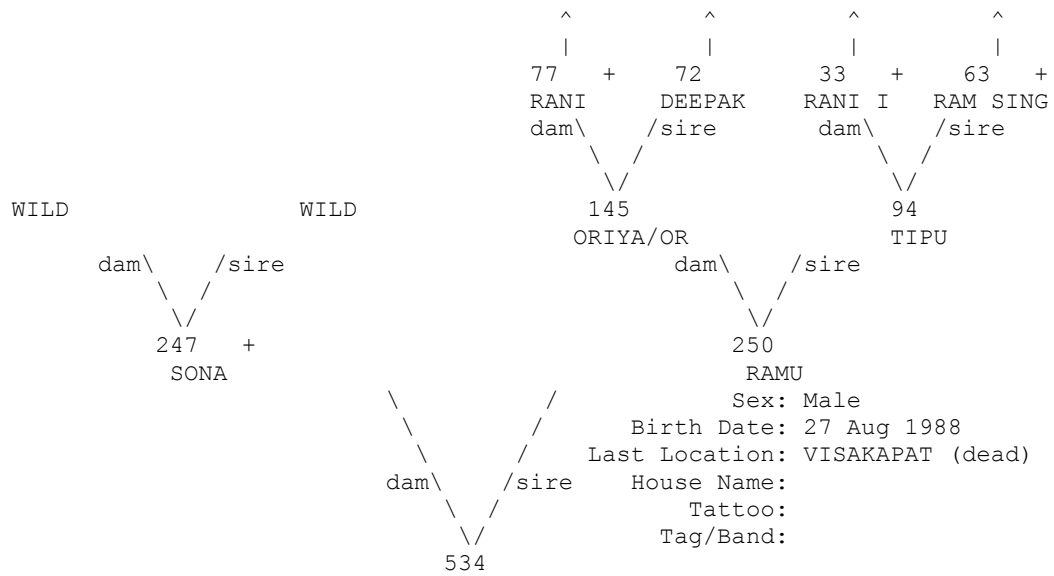 ^ ^ ^ ^
| | | |
77 + 72 33 + 63 +
RANI DEEPAK RANI I RAM SING
dam\ /sire dam\ /sire
\ / \ /
\/ \/
WILD WILD 145 94
ORIYA/OR TIPU
dam\ /sire dam\ /sire
\ / \ /
\/ \/
247 + 250
SONA RAMU
\ / Sex: Male
\ / Birth Date: 27 Aug 1988
\ / Last Location: VISAKAPAT (dead)
dam\ /sire House Name:
\ / Tattoo:
\/ Tag/Band:
534